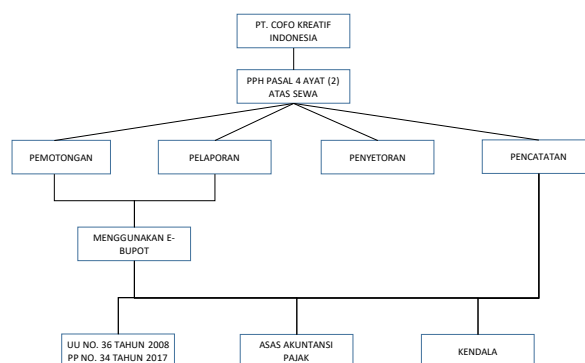 PT. COFO KREATIF
INDONESIA
PPH PASAL 4 AYAT (2)
ATAS SEWA
PEMOTONGAN
PELAPORAN
PENYETORAN
PENCATATAN
MENGGUNAKAN E-
BUPOT
UU NO. 36 TAHUN 2008
PP NO. 34 TAHUN 2017
ASAS AKUNTANSI
PAJAK
KENDALA